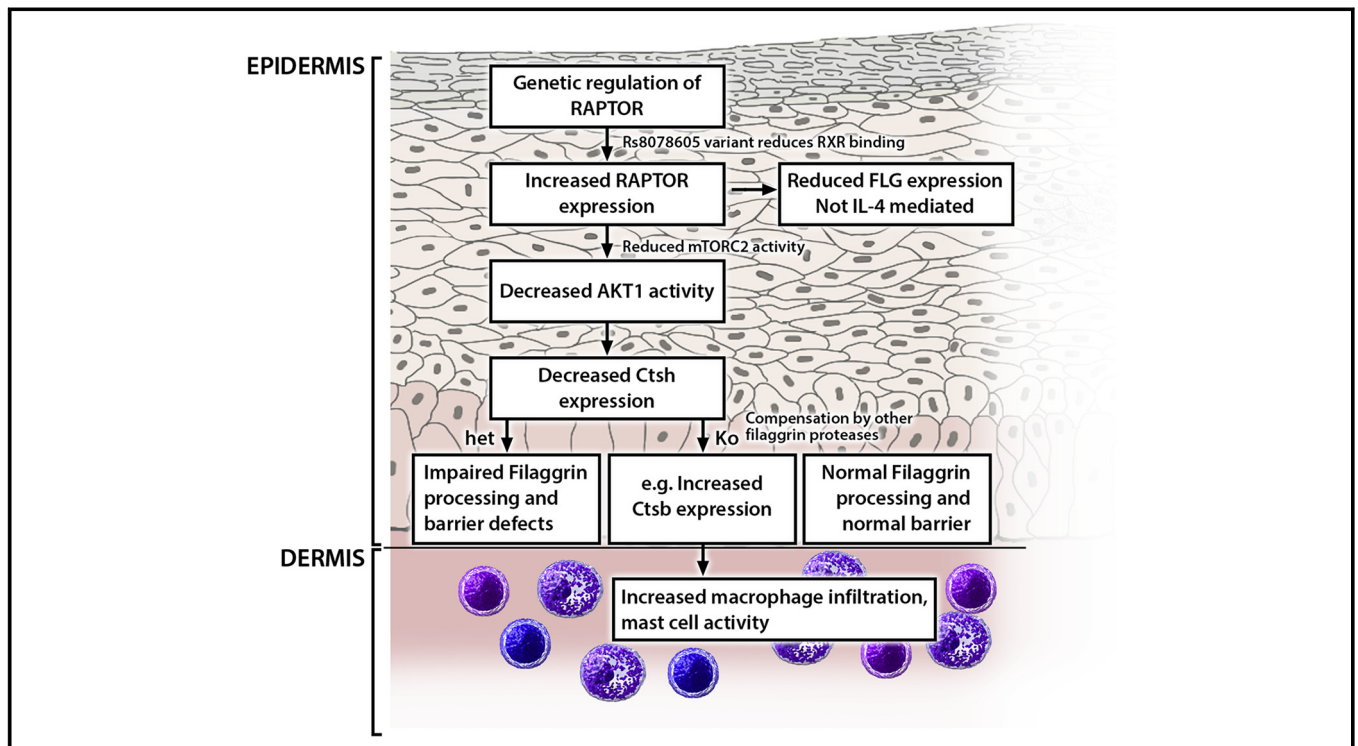 EPIDERMIS
Genetic regulation of
RAPTOR
Rs8078605 variant reduces RXR binding
Increased RAPTOR
expression
Reduced FLG expression
Not IL-4 mediated
Reduced mTORC2 activity
Decreased AKT1 activity
Decreased Ctsh
expression
het
Ko
Compensation by other
filaggrin proteases
Impaired Filaggrin
processing and
barrier defects
e.g. Increased
Ctsb expression
Normal Filaggrin
processing and
normal barrier
DERMIS
Increased macrophage infiltration,
mast cell activity